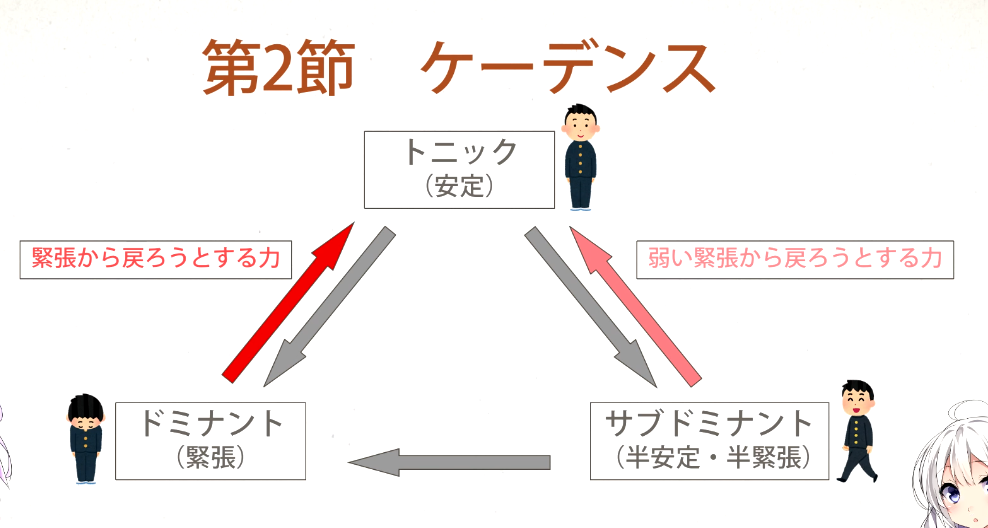 第2節　ケーデンス
トニック
（安定）
緊張から戻ろうとする力
弱い緊張から戻ろうとする力
ドミナント
（緊張）
サブドミナント
（半安定・半緊張）